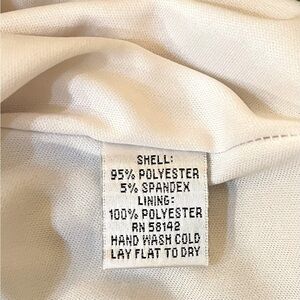 SHELL:
95% POLYESTER
5% SPANDEX
LINING:
100% POLYESTER
RN 58142
HAND WASH COLD
LAY FLAT TO DRY